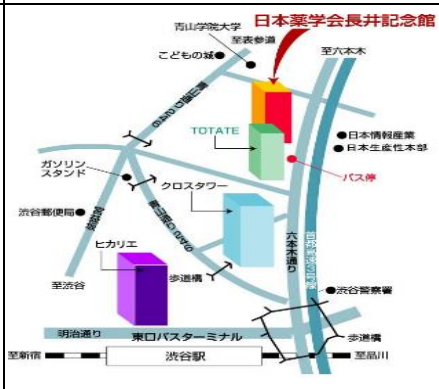 日本薬学会長井記念館
青山学院大学
至表参道
こどもの城
至六本木
TOTATE
日本情報産業
日本生産性本部
バス停
ガソリン
スタンド
クロスタワー
渋谷郵便局
六本木通り
首都高速3号線
ヒカリエ
歩道橋
至渋谷
渋谷警察署
明治通り
東口バスターミナル
歩道橋
至新宿
渋谷駅
至品川